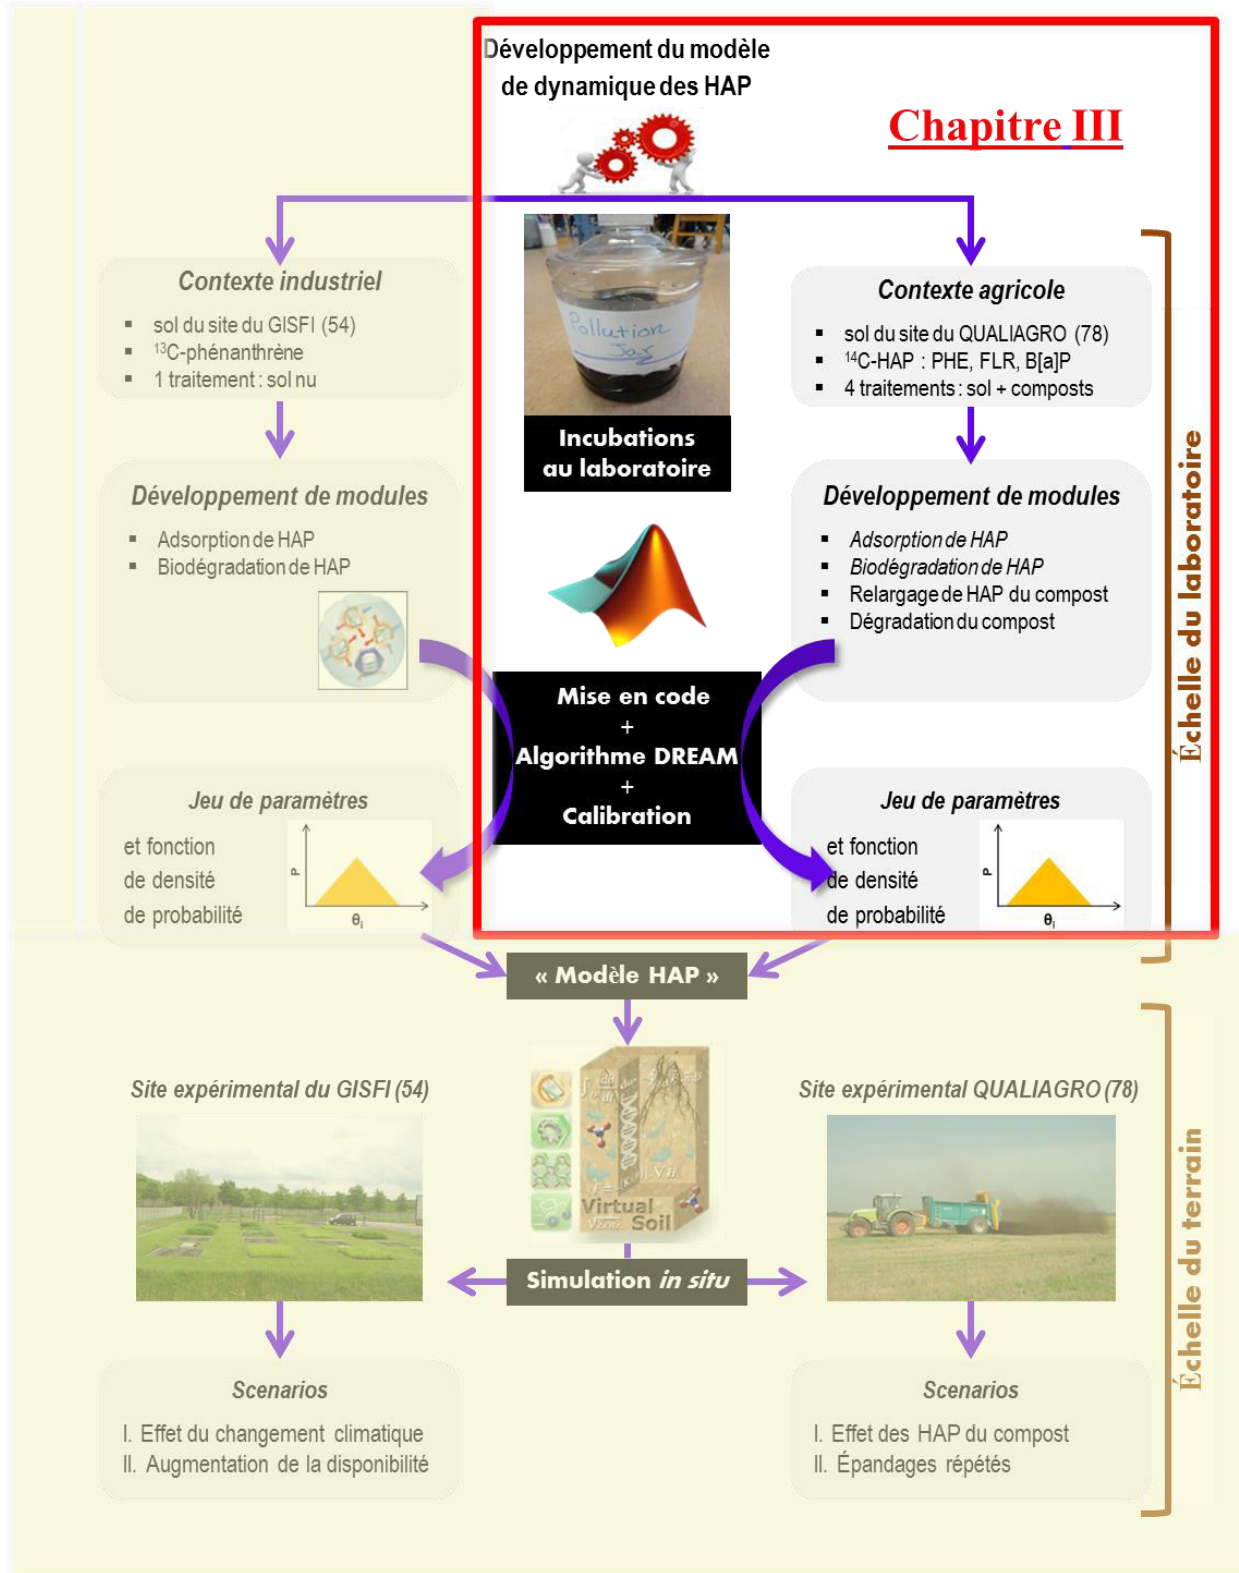 Développement du modèle
de dynamique des HAP
Chapitre III
Contexte industriel
▪ sol du site du GISFI (54)
▪ ¹³C-phénanthrène
▪ 1 traitement : sol nu
Pollution
Jar
Incubations
au laboratoire
Contexte agricole
▪ sol du site du QUALIAGRO (78)
▪ ¹⁴C-HAP : PHE, FLR, B[a]P
▪ 4 traitements : sol + composts
Développement de modules
▪ Adsorption de HAP
▪ Biodégradation de HAP
Développement de modules
▪ Adsorption de HAP
▪ Biodégradation de HAP
▪ Relargage de HAP du compost
▪ Dégradation du compost
Échelle du laboratoire
Mise en code
+
Algorithme DREAM
+
Calibration
Jeu de paramètres
et fonction
de densité
de probabilité
P
θᵢ
Jeu de paramètres
et fonction
de densité
de probabilité
P
θᵢ
« Modèle HAP »
Site expérimental du GISFI (54)
Virtual
Soil
Site expérimental QUALIAGRO (78)
Échelle du terrain
Simulation in situ
Scenarios
I. Effet du changement climatique
II. Augmentation de la disponibilité
Scenarios
I. Effet des HAP du compost
II. Épandages répétés